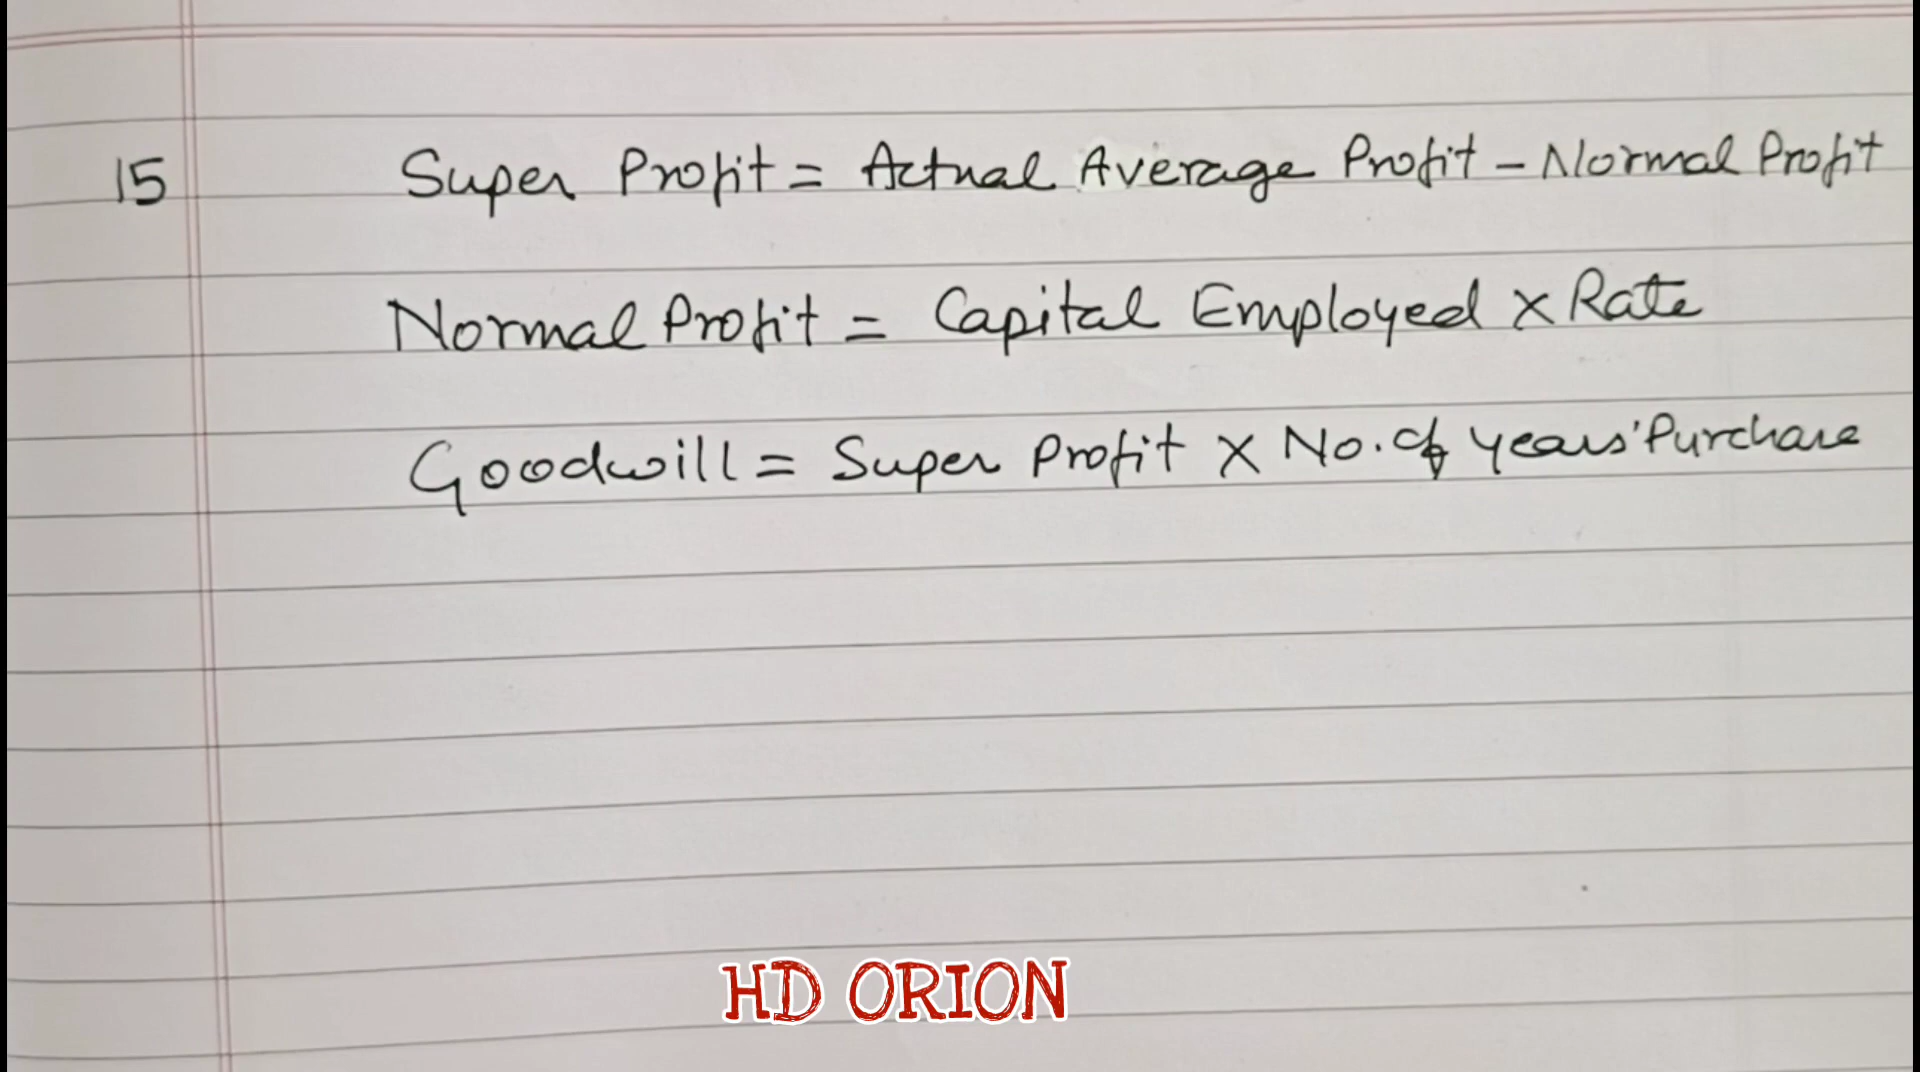 15 Super Profit = Actual Average Profit - Normal Profit
Normal Profit = Capital Employed x Rate
Goodwill = Super Profit x No. of years' Purchase
HD ORION